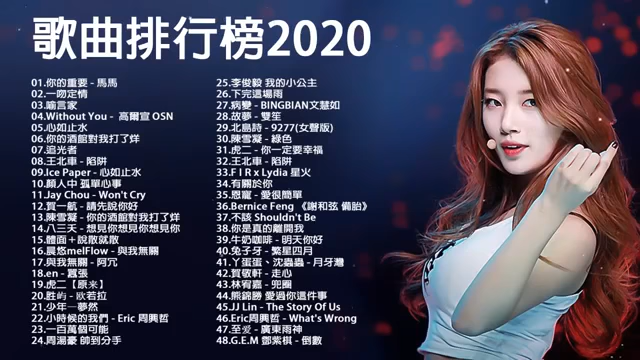 歌曲排行榜2020
01.你的重要 - 馬馬
02.一吻定情
03.喻言家
04.Without You - 高爾宣 OSN
05.心如止水
06.你的酒館對我打了烊
07.追光者
08.王北車 - 陷阱
09.Ice Paper - 心如止水
10.顏人中 孤單心事
11.Jay Chou - Won't Cry
12.賀一航 - 請先說你好
13.陳雪凝 - 你的酒館對我打了烊
14.八三夭 - 想見你想見你想見你
15.體面＋說散就散
16.晨悠melFlow - 與我無關
17.與我無關 - 阿冗
18.en - 囂張
19.虎二【原来】
20.胜屿 - 欧若拉
21.少年—夢然
22.小時候的我們 - Eric 周興哲
23.一百萬個可能
24.周湯豪 帥到分手
25.李俊毅 我的小公主
26.下完這場雨
27.病變 - BINGBIAN文慧如
28.故夢 - 雙笙
29.北島詩 - 9277(女聲版)
30.陳雪凝 - 綠色
31.虎二 - 你一定要幸福
32.王北車 - 陷阱
33.F I R x Lydia 星火
34.有關於你
35.恩寵 - 愛很簡單
36.Bernice Feng 《謝和弦 備胎》
37.不該 Shouldn't Be
38.你是真的離開我
39.牛奶咖啡 - 明天你好
40.兔子牙 - 繁星四月
41.丫蛋蛋、沈蟲蟲 - 月牙灣
42.賀敬軒 - 走心
43.林宥嘉 - 兜圈
44.熊錦勝 愛過你這件事
45.JJ Lin - The Story Of Us
46.Eric周興哲 - What's Wrong
47.至爱 - 廣東雨神
48.G.E.M 鄧紫棋 - 倒數